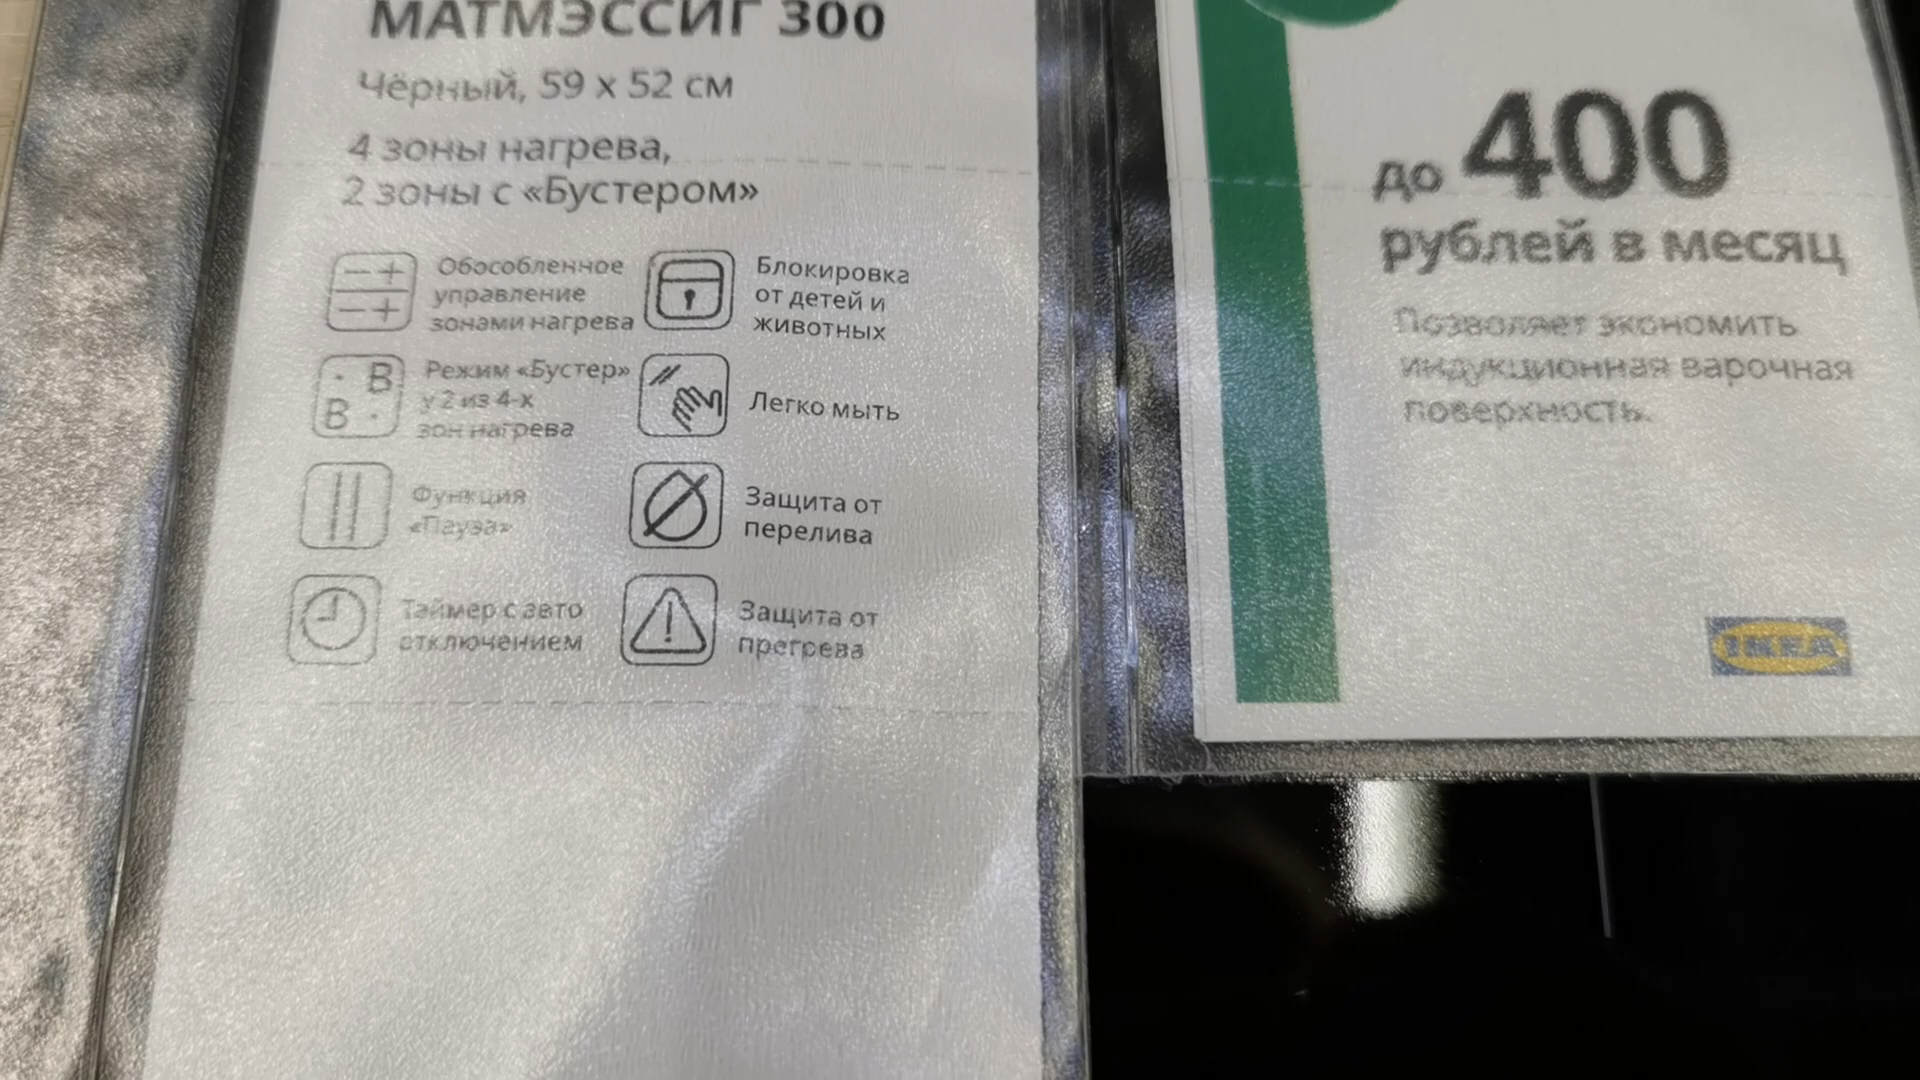 МАТМЭССИГ 300
Чёрный, 59 x 52 см
4 зоны нагрева,
2 зоны с «Бустером»
Обособленное
управление
зонами нагрева
Блокировка
от детей и
животных
B
B
Режим «Бустер»
у 2 из 4-х
зон нагрева
Легко мыть
Функция
«Пауза»
Защита от
перелива
Таймер с авто
отключением
Защита от
прегрева
до 400
рублей в месяц
Позволяет экономить
индукционная варочная
поверхность.
IKEA